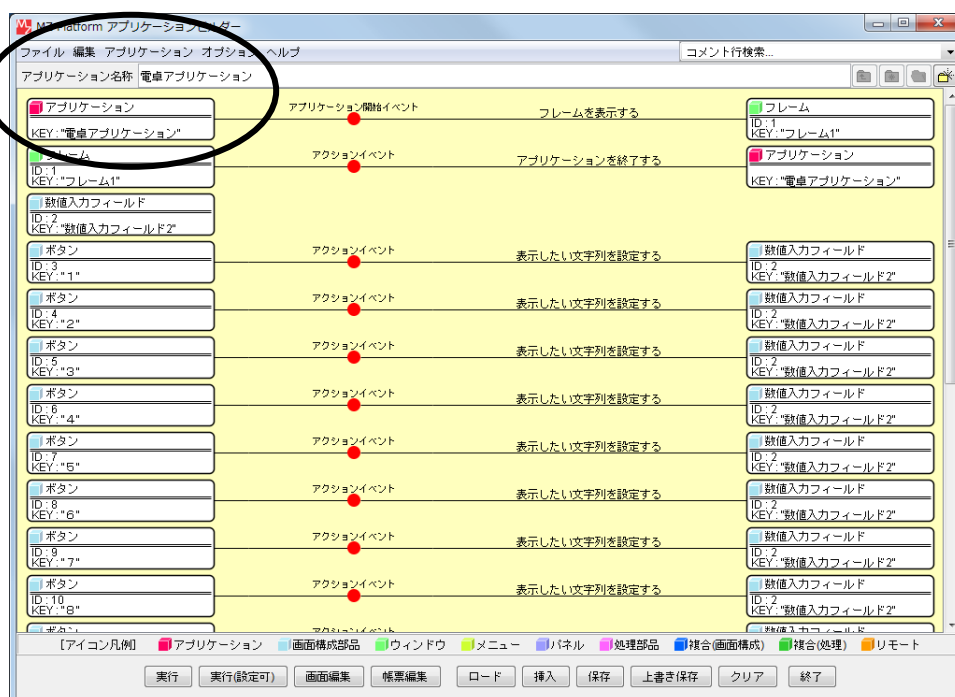 MZ Platform アプリケーションビルダー
ファイル 編集 アプリケーション オプション ヘルプ コメント行検索...
アプリケーション名称 電卓アプリケーション
アプリケーション アプリケーション開始イベント フレームを表示する フレーム
KEY:"電卓アプリケーション" ID:1
KEY:"フレーム1"
フレーム アクションイベント アプリケーションを終了する アプリケーション
ID:1
KEY:"フレーム1" KEY:"電卓アプリケーション"
数値入力フィールド
ID:2
KEY:"数値入力フィールド2"
ボタン アクションイベント 表示したい文字列を設定する 数値入力フィールド
ID:3 ID:2
KEY:"1" KEY:"数値入力フィールド2"
ボタン アクションイベント 表示したい文字列を設定する 数値入力フィールド
ID:4 ID:2
KEY:"2" KEY:"数値入力フィールド2"
ボタン アクションイベント 表示したい文字列を設定する 数値入力フィールド
ID:5 ID:2
KEY:"3" KEY:"数値入力フィールド2"
ボタン アクションイベント 表示したい文字列を設定する 数値入力フィールド
ID:6 ID:2
KEY:"4" KEY:"数値入力フィールド2"
ボタン アクションイベント 表示したい文字列を設定する 数値入力フィールド
ID:7 ID:2
KEY:"5" KEY:"数値入力フィールド2"
ボタン アクションイベント 表示したい文字列を設定する 数値入力フィールド
ID:8 ID:2
KEY:"6" KEY:"数値入力フィールド2"
ボタン アクションイベント 表示したい文字列を設定する 数値入力フィールド
ID:9 ID:2
KEY:"7" KEY:"数値入力フィールド2"
ボタン アクションイベント 表示したい文字列を設定する 数値入力フィールド
ID:10 ID:2
KEY:"8" KEY:"数値入力フィールド2"
ボタン アクションイベント 数値入力フィールド
[アイコン凡例] アプリケーション 画面構成部品 ウィンドウ メニュー パネル 処理部品 複合(画面構成) 複合(処理) リモート
実行 実行(設定可) 画面編集 帳票編集 ロード 挿入 保存 上書き保存 クリア 終了